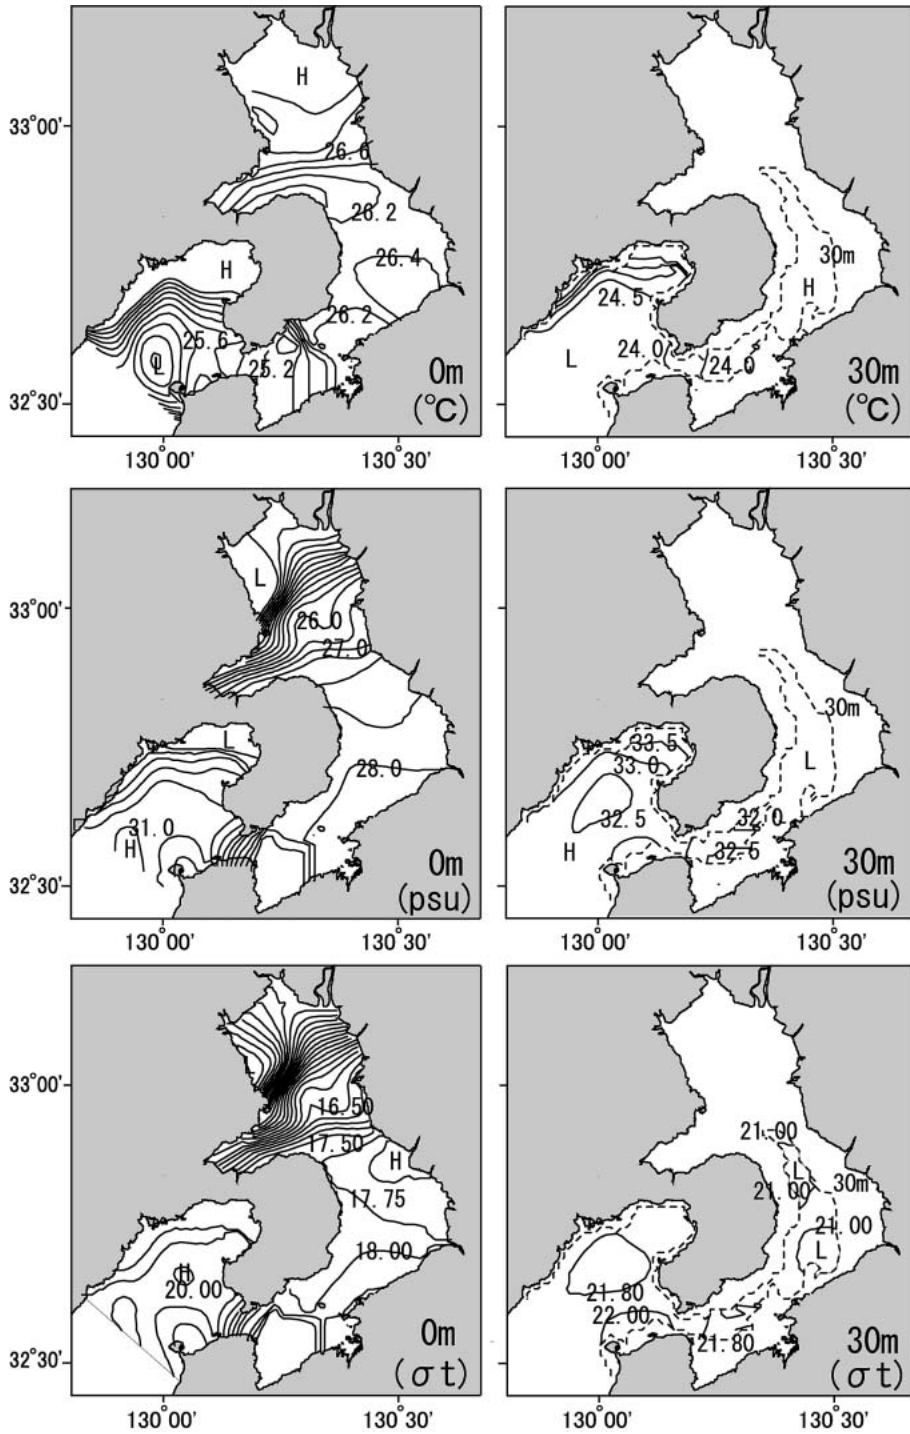 H
33°00'
26.6
26.2
26.4
H
26.2
25.6
L
25.2
0m
32°30'
(℃)
130°00'
130°30'
30m
H
24.5
L
24.0
24.0
30m
(℃)
130°00'
130°30'
L
33°00'
26.0
27.0
L
28.0
31.0
H
0m
32°30'
(psu)
130°00'
130°30'
30m
33.5
L
33.0
32.5
32.0
H
32.5
30m
(psu)
130°00'
130°30'
33°00'
16.50
17.50
H
17.75
18.00
H
20.00
0m
32°30'
(σt)
130°00'
130°30'
21.00
L
30m
21.00
21.00
L
21.80
22.00
21.80
30m
(σt)
130°00'
130°30'